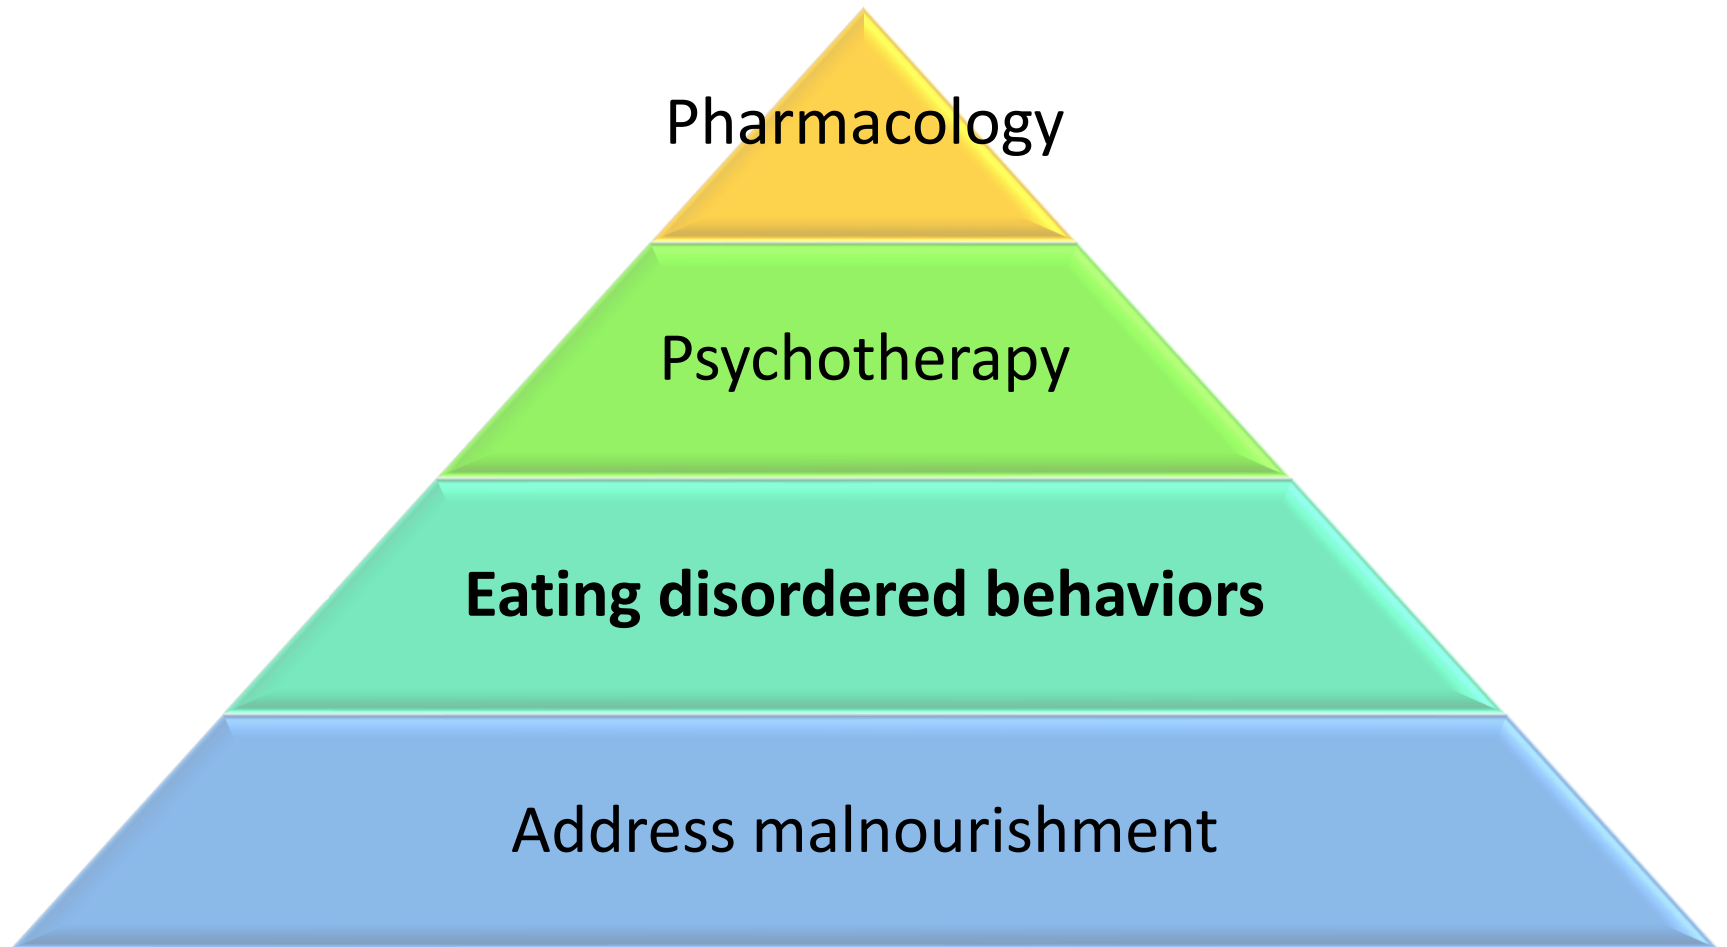 Pharmacology
Psychotherapy
Eating disordered behaviors
Address malnourishment